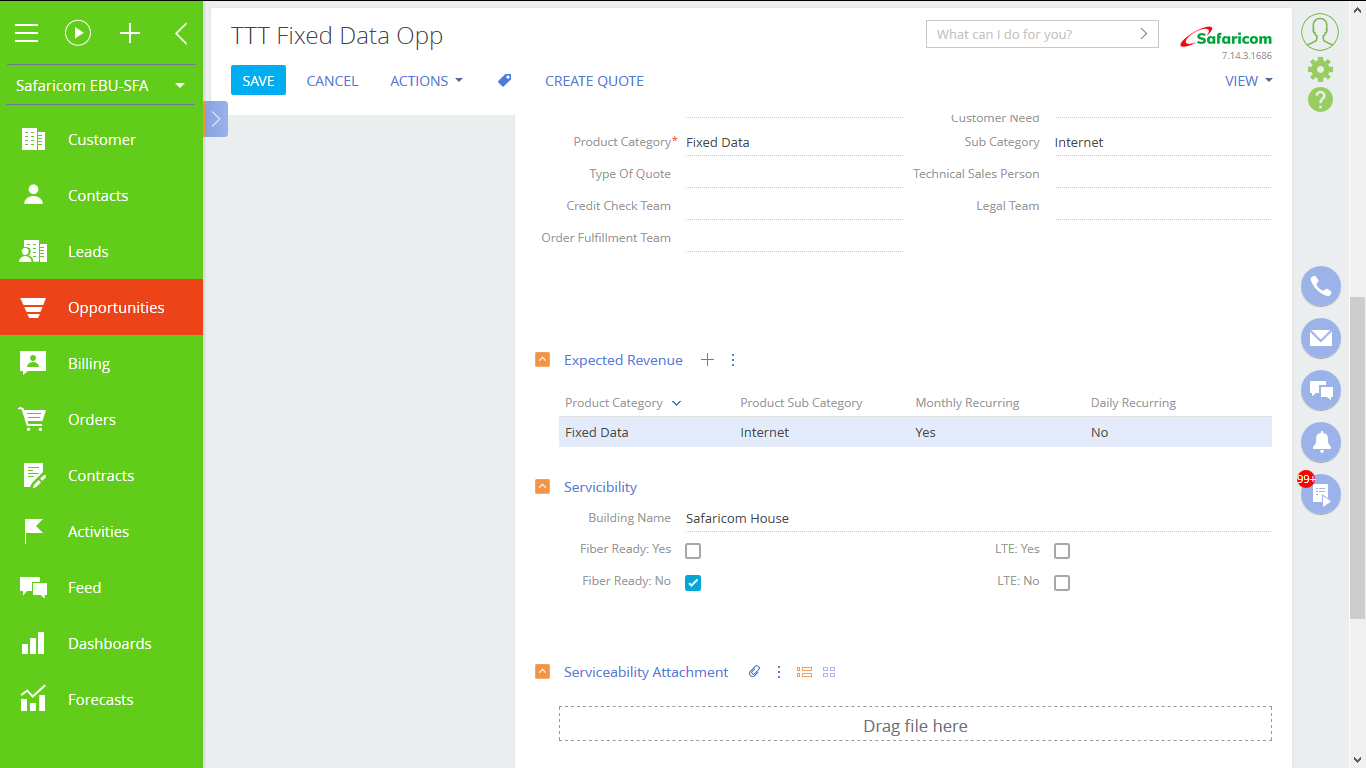 TTT Fixed Data Opp
What can I do for you?
Safaricom
7.14.3.1686
SAVE CANCEL ACTIONS CREATE QUOTE VIEW
Safaricom EBU-SFA
Customer
Contacts
Leads
Opportunities
Billing
Orders
Contracts
Activities
Feed
Dashboards
Forecasts
Customer Need
Product Category* Fixed Data Sub Category Internet
Type Of Quote Technical Sales Person
Credit Check Team Legal Team
Order Fulfillment Team
Expected Revenue
Product Category Product Sub Category Monthly Recurring Daily Recurring
Fixed Data Internet Yes No
Servicibility
Building Name Safaricom House
Fiber Ready: Yes LTE: Yes
Fiber Ready: No LTE: No
Serviceability Attachment
Drag file here
?
99+